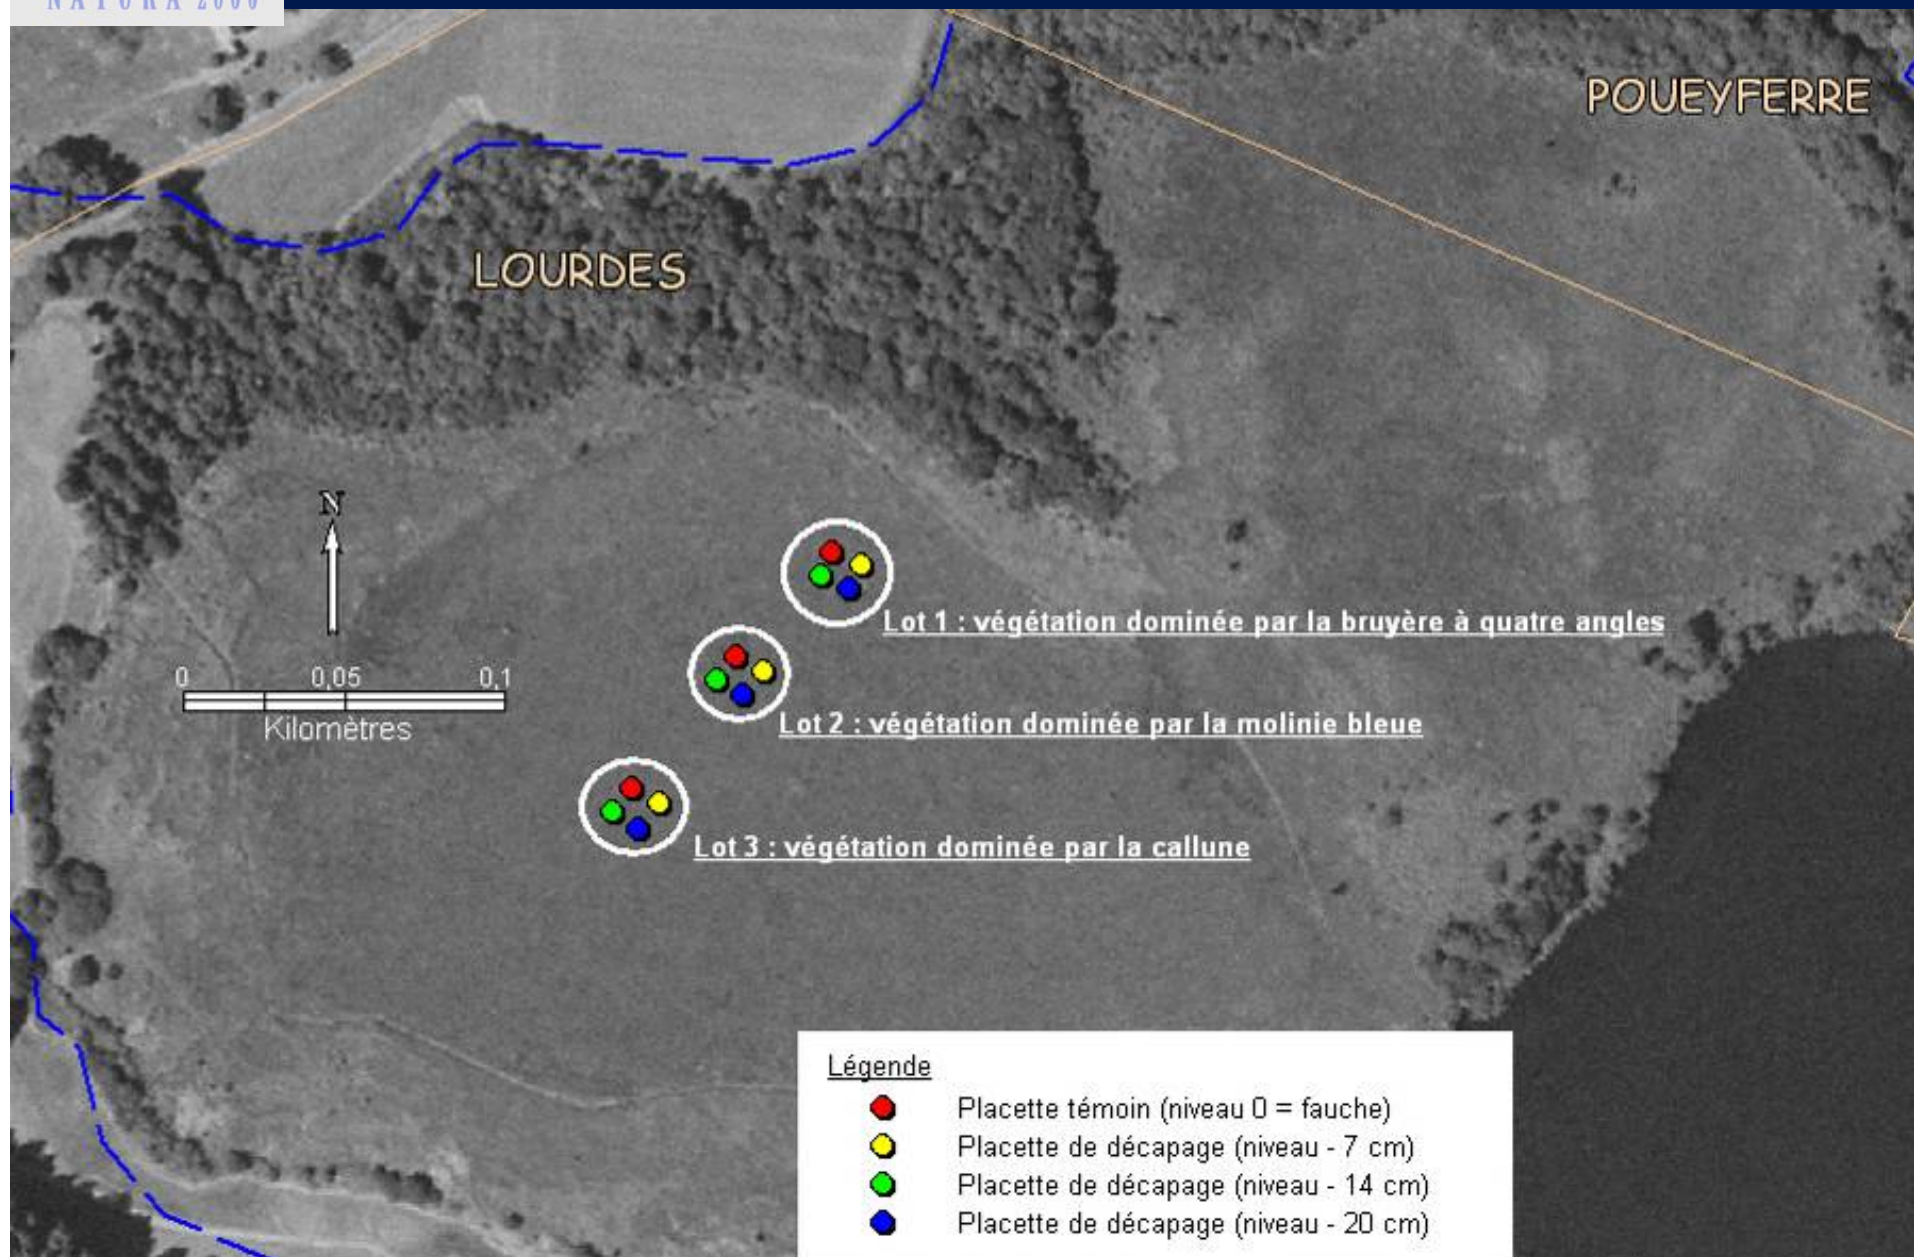 NATURA 2000
POUEYFERRE
LOURDES
N
0 0,05 0,1
Kilomètres
Lot 1 : végétation dominée par la bruyère à quatre angles
Lot 2 : végétation dominée par la molinie bleue
Lot 3 : végétation dominée par la callune
Légende
Placette témoin (niveau 0 = fauche)
Placette de décapage (niveau - 7 cm)
Placette de décapage (niveau - 14 cm)
Placette de décapage (niveau - 20 cm)